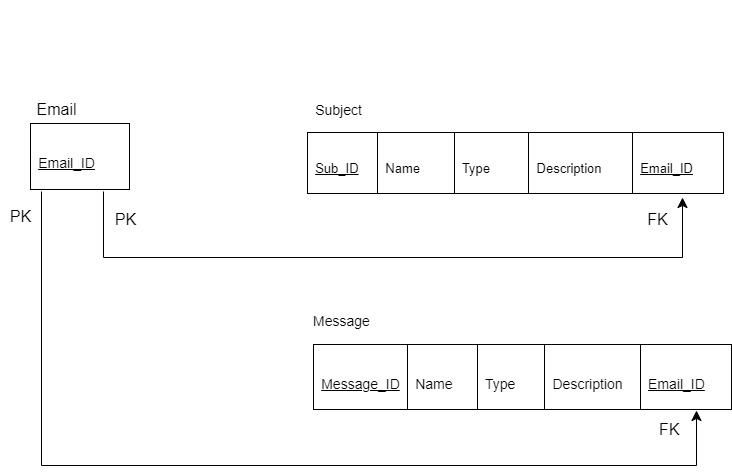 Email
Email_ID
PK
PK
Subject
Sub_ID Name Type Description Email_ID
FK
Message
Message_ID Name Type Description Email_ID
FK